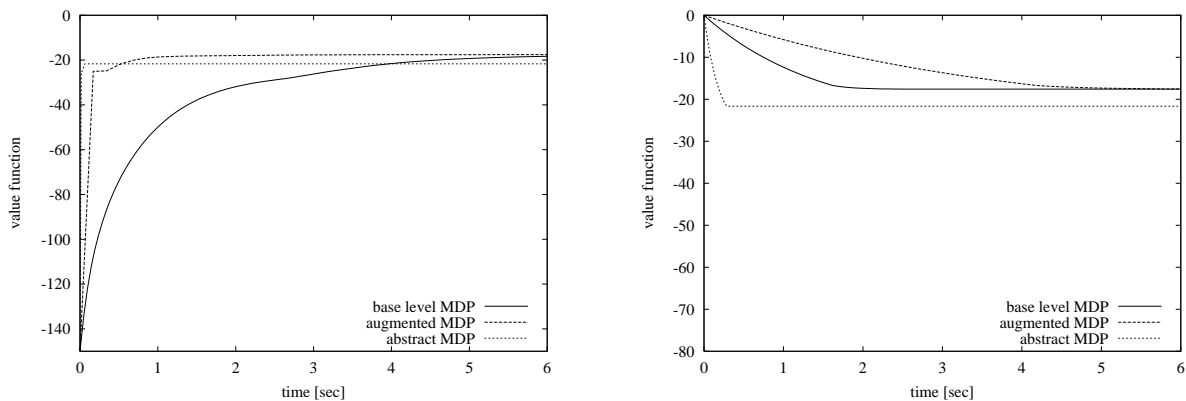 0
-20
-40
-60
-80
-100
-120
-140
value function
0 1 2 3 4 5 6
time [sec]
base level MDP
augmented MDP
abstract MDP
0
-10
-20
-30
-40
-50
-60
-70
-80
value function
0 1 2 3 4 5 6
time [sec]
base level MDP
augmented MDP
abstract MDP